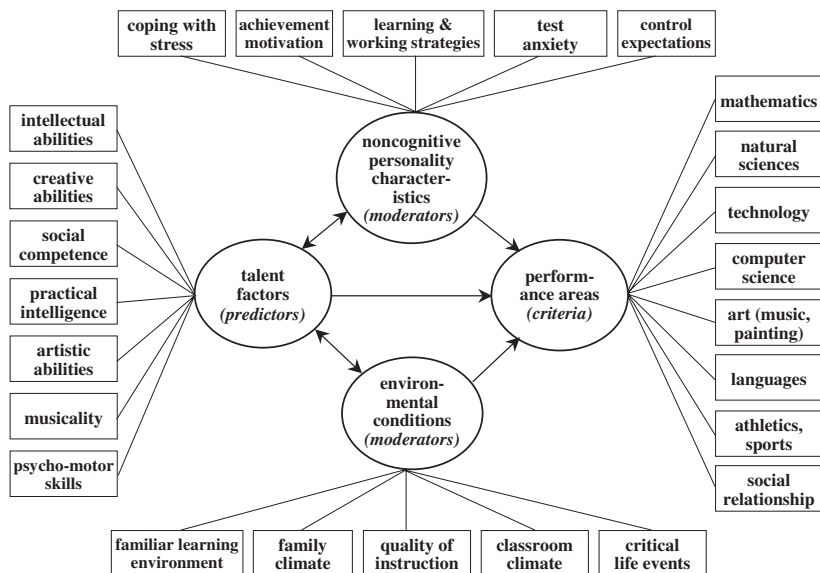 coping with
stress
achievement
motivation
learning &
working strategies
test
anxiety
control
expectations
intellectual
abilities
creative
abilities
social
competence
practical
intelligence
artistic
abilities
musicality
psycho-motor
skills
noncognitive
personality
character-
istics
(moderators)
talent
factors
(predictors)
perform-
ance areas
(criteria)
environ-
mental
conditions
(moderators)
mathematics
natural
sciences
technology
computer
science
art (music,
painting)
languages
athletics,
sports
social
relationship
familiar learning
environment
family
climate
quality of
instruction
classroom
climate
critical
life events